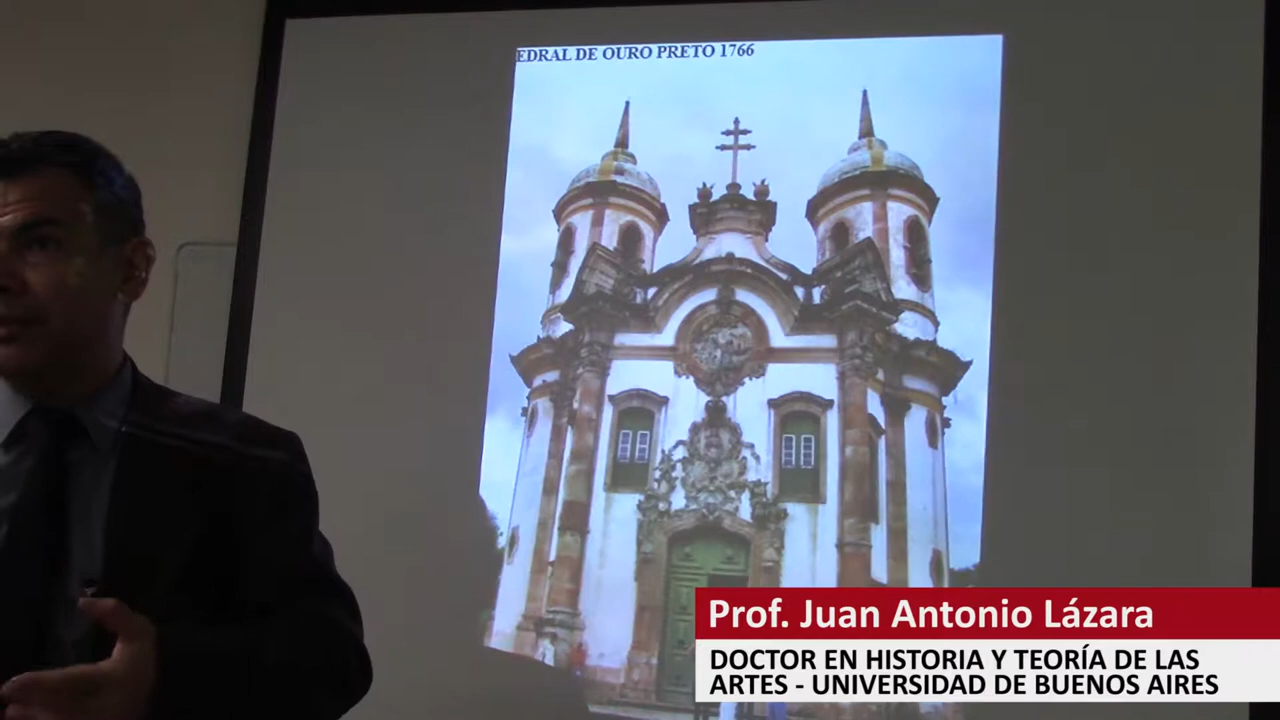 EDRAL DE OURO PRETO 1766
Prof. Juan Antonio Lázara
DOCTOR EN HISTORIA Y TEORÍA DE LAS
ARTES - UNIVERSIDAD DE BUENOS AIRES